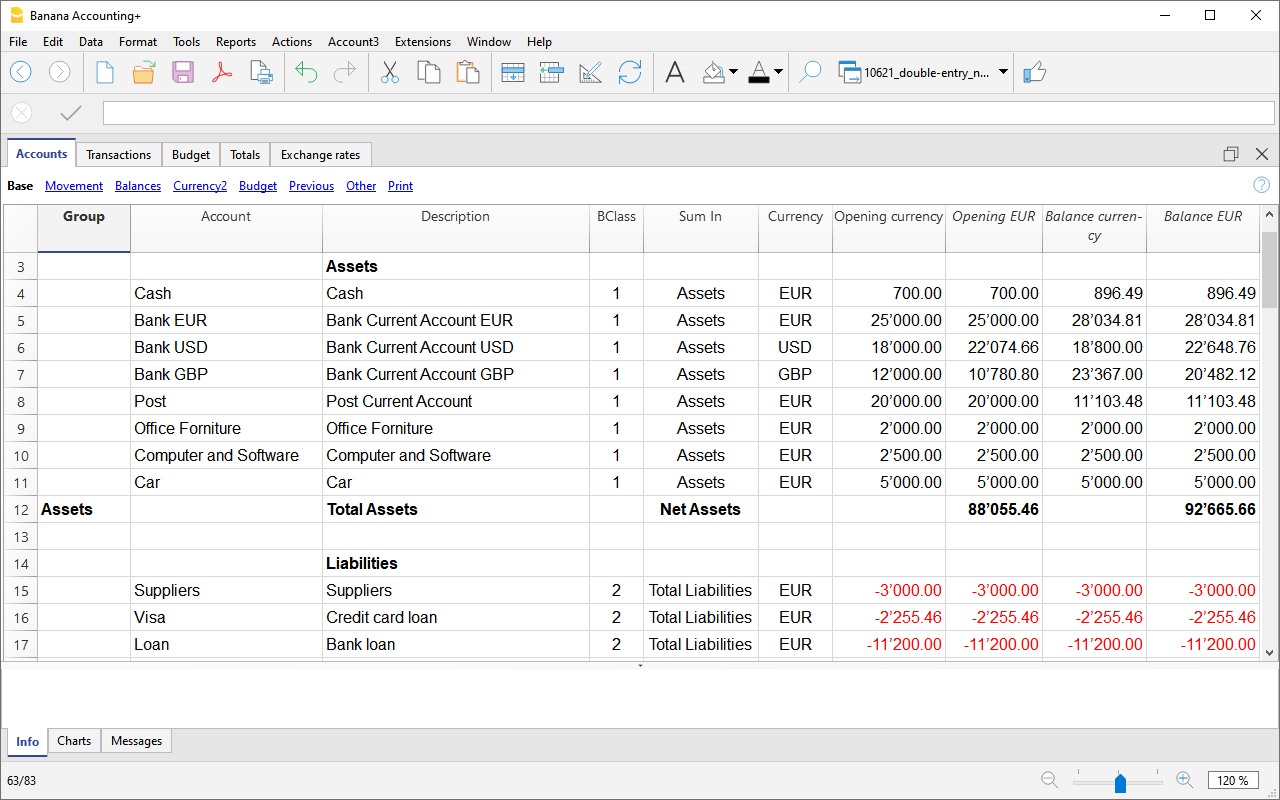 Banana Accounting+
File Edit Data Format Tools Reports Actions Account3 Extensions Window Help
10621_double-entry_n...
Accounts Transactions Budget Totals Exchange rates
Base Movement Balances Currency2 Budget Previous Other Print
Group Account Description BClass Sum In Currency Opening currency Opening EUR Balance curren-
cy Balance EUR
3 Assets
4 Cash Cash 1 Assets EUR 700.00 700.00 896.49 896.49
5 Bank EUR Bank Current Account EUR 1 Assets EUR 25’000.00 25’000.00 28’034.81 28’034.81
6 Bank USD Bank Current Account USD 1 Assets USD 18’000.00 22’074.66 18’800.00 22’648.76
7 Bank GBP Bank Current Account GBP 1 Assets GBP 12’000.00 10’780.80 23’367.00 20’482.12
8 Post Post Current Account 1 Assets EUR 20’000.00 20’000.00 11’103.48 11’103.48
9 Office Forniture Office Forniture 1 Assets EUR 2’000.00 2’000.00 2’000.00 2’000.00
10 Computer and Software Computer and Software 1 Assets EUR 2’500.00 2’500.00 2’500.00 2’500.00
11 Car Car 1 Assets EUR 5’000.00 5’000.00 5’000.00 5’000.00
12 Assets Total Assets Net Assets 88’055.46 92’665.66
13
14 Liabilities
15 Suppliers Suppliers 2 Total Liabilities EUR -3’000.00 -3’000.00 -3’000.00 -3’000.00
16 Visa Credit card loan 2 Total Liabilities EUR -2’255.46 -2’255.46 -2’255.46 -2’255.46
17 Loan Bank loan 2 Total Liabilities EUR -11’200.00 -11’200.00 -11’200.00 -11’200.00
Info Charts Messages
63/83 120 %